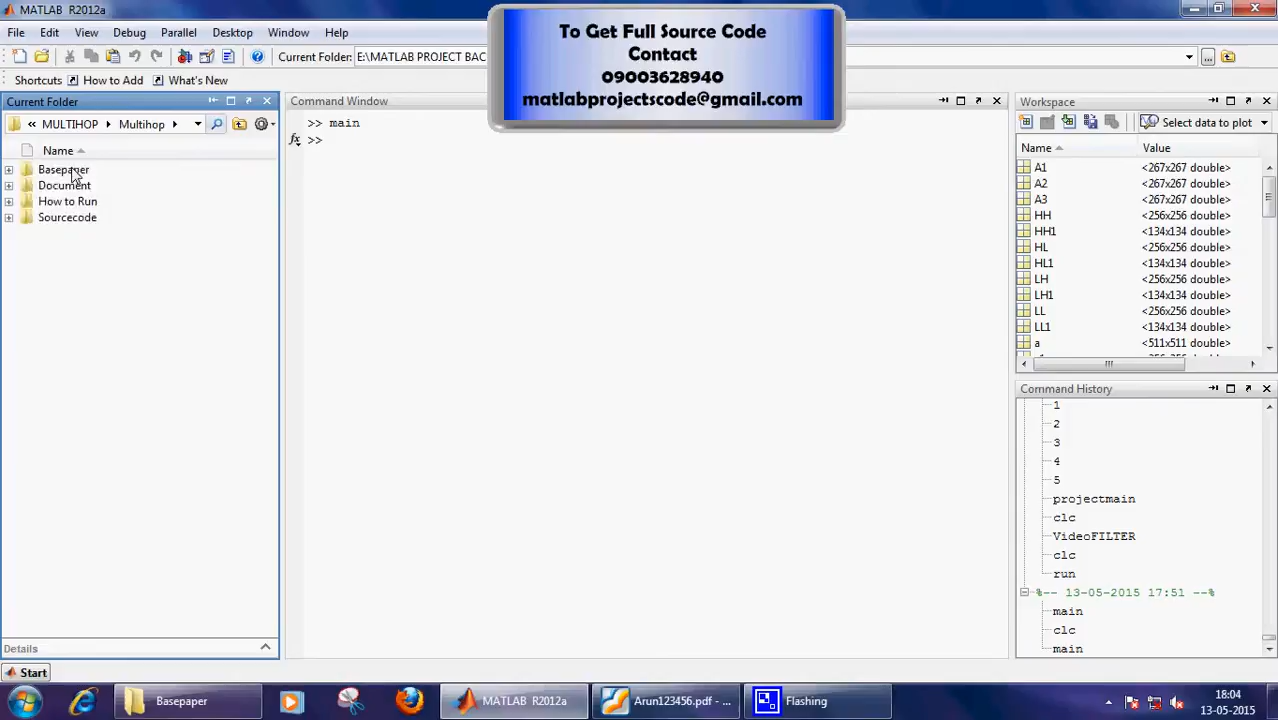 MATLAB R2012a
To Get Full Source Code
Contact
09003628940
matlabprojectscode@gmail.com
File Edit View Debug Parallel Desktop Window Help
Current Folder: E:\MATLAB PROJECT BAC
Shortcuts How to Add What's New
Current Folder
« MULTIHOP Multihop
Name
Basepaper
Document
How to Run
Sourcecode
Details
Command Window
>> main
fx >>
Workspace
Select data to plot
Name Value
A1 <267x267 double>
A2 <267x267 double>
A3 <267x267 double>
HH <256x256 double>
HH1 <134x134 double>
HL <256x256 double>
HL1 <134x134 double>
LH <256x256 double>
LH1 <134x134 double>
LL <256x256 double>
LL1 <134x134 double>
a <511x511 double>
Command History
1
2
3
4
5
projectmain
clc
VideoFILTER
clc
run
%-- 13-05-2015 17:51 --%
main
clc
main
Start
Basepaper
MATLAB R2012a
Arun123456.pdf - ...
Flashing
18:04
13-05-2015